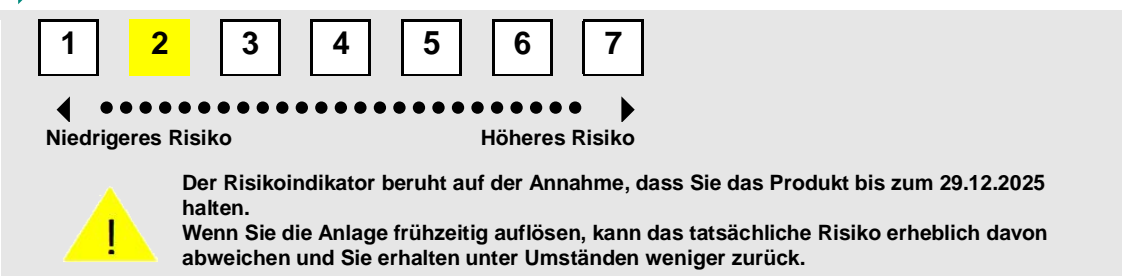 1 2 3 4 5 6 7
Niedrigeres Risiko Höheres Risiko
Der Risikoindikator beruht auf der Annahme, dass Sie das Produkt bis zum 29.12.2025
halten.
Wenn Sie die Anlage frühzeitig auflösen, kann das tatsächliche Risiko erheblich davon
abweichen und Sie erhalten unter Umständen weniger zurück.
!